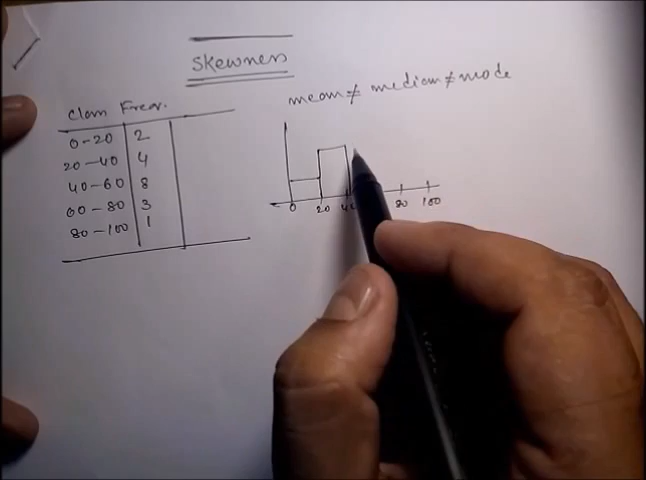 Skewness
mean ≠ median ≠ mode
Class Freq.
0-20 2
20-40 4
40-60 8
60-80 3
80-100 1
0 20 40 80 100